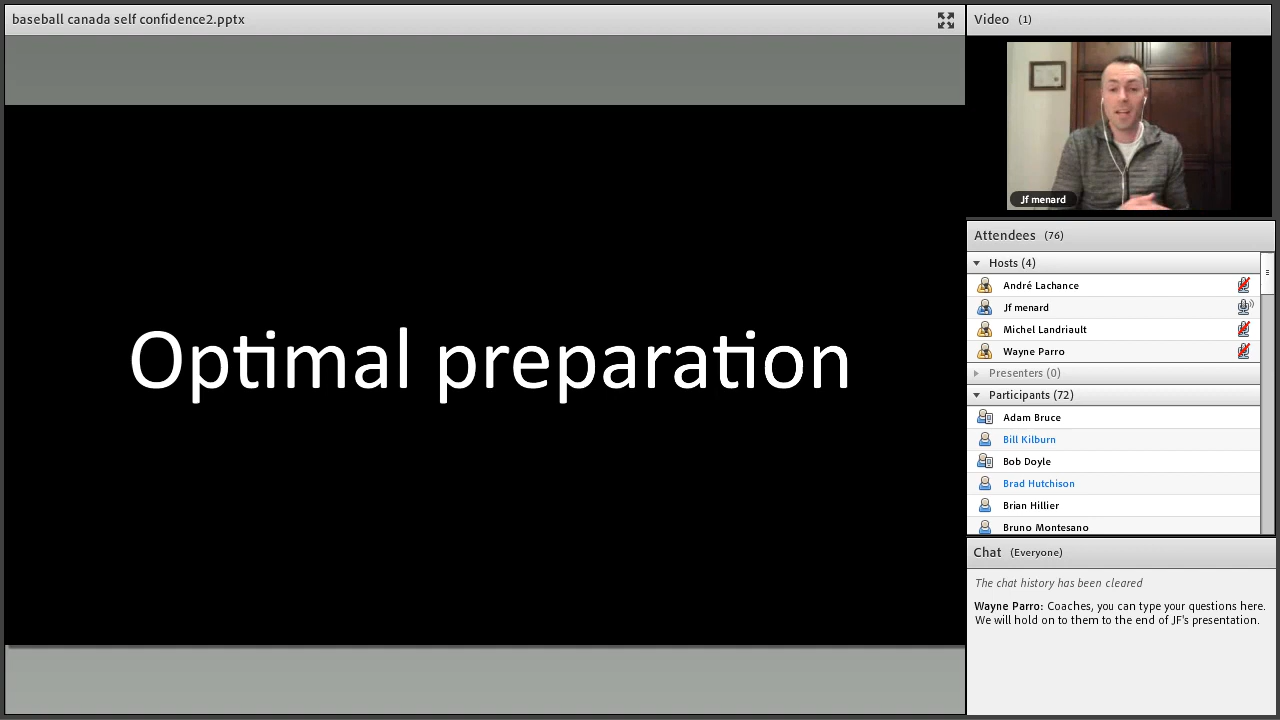 baseball canada self confidence2.pptx
Optimal preparation
Video (1)
Jf menard
Attendees (76)
Hosts (4)
André Lachance
Jf menard
Michel Landriault
Wayne Parro
Presenters (0)
Participants (72)
Adam Bruce
Bill Kilburn
Bob Doyle
Brad Hutchison
Brian Hillier
Bruno Montesano
Chat (Everyone)
The chat history has been cleared
Wayne Parro: Coaches, you can type your questions here.
We will hold on to them to the end of JF's presentation.